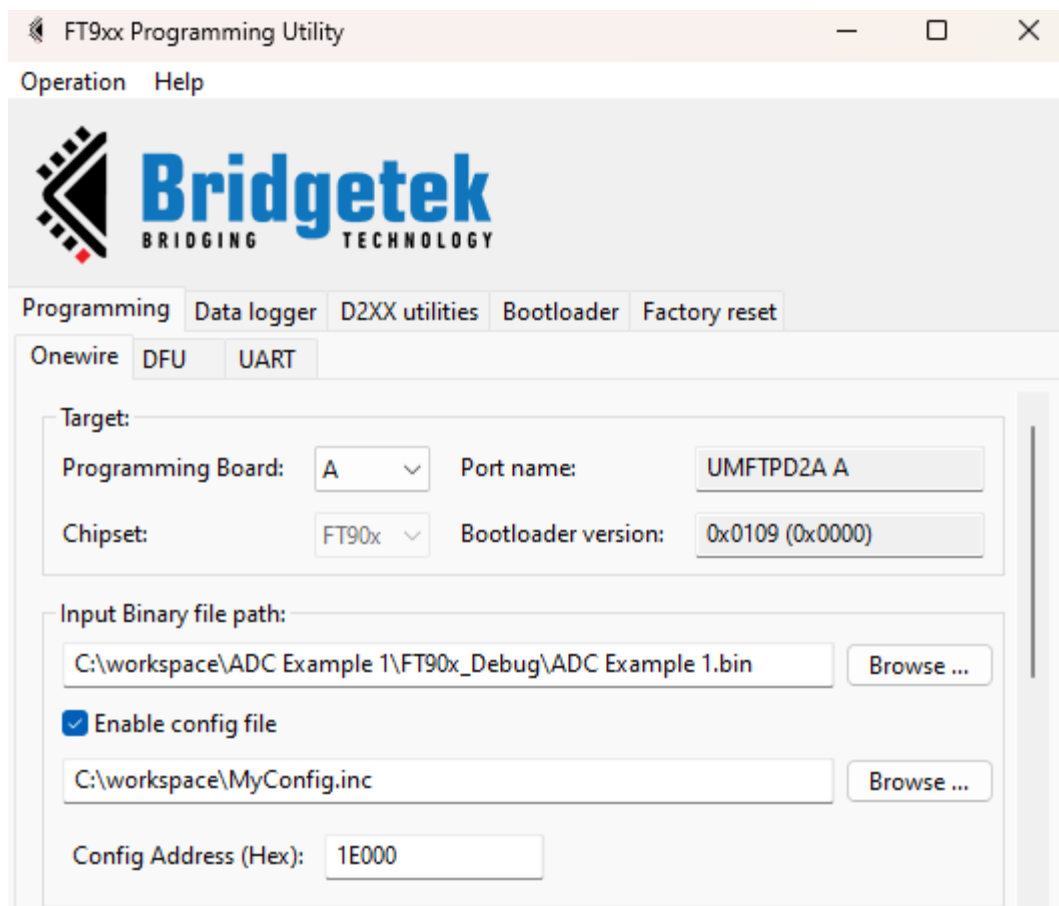 FT9xx Programming Utility
Operation Help
Bridgetek
BRIDGING TECHNOLOGY
Programming Data logger D2XX utilities Bootloader Factory reset
Onewire DFU UART
Target:
Programming Board: A Port name: UMFTPD2A A
Chipset: FT90x Bootloader version: 0x0109 (0x0000)
Input Binary file path:
C:\workspace\ADC Example 1\FT90x_Debug\ADC Example 1.bin Browse ...
Enable config file
C:\workspace\MyConfig.inc Browse ...
Config Address (Hex): 1E000